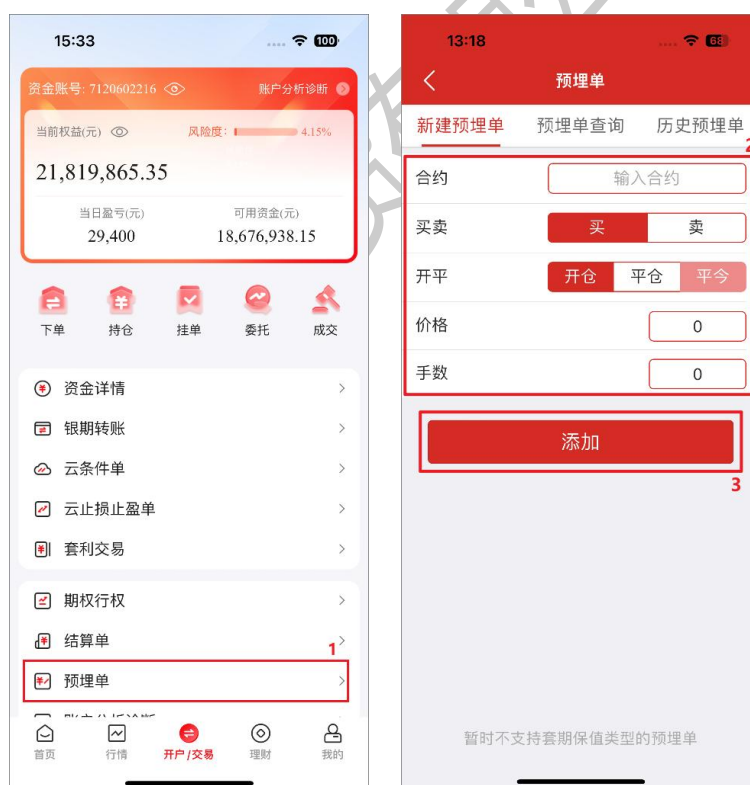 15:33
100
资金账号: 7120602216
账户分析诊断
当前权益(元)
风险度:
4.15%
21,819,865.35
当日盈亏(元)
可用资金(元)
29,400
18,676,938.15
下单
持仓
挂单
委托
成交
资金详情
银期转账
云条件单
云止损止盈单
套利交易
期权行权
结算单
1
预埋单
首页
行情
开户/交易
理财
我的
13:18
68
预埋单
新建预埋单
预埋单查询
历史预埋单
2
合约
输入合约
买卖
买
卖
开平
开仓
平仓
平今
价格
0
手数
0
添加
3
暂时不支持套期保值类型的预埋单